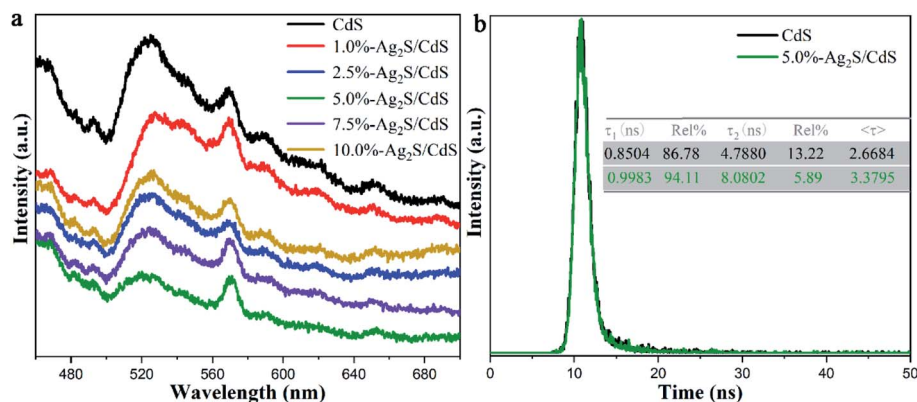 a
CdS
1.0%-Ag₂S/CdS
2.5%-Ag₂S/CdS
5.0%-Ag₂S/CdS
7.5%-Ag₂S/CdS
10.0%-Ag₂S/CdS
Intensity (a.u.)
480 520 560 600 640 680
Wavelength (nm)
b
CdS
5.0%-Ag₂S/CdS
τ₁ (ns) Rel% τ₂ (ns) Rel% <τ>
0.8504 86.78 4.7880 13.22 2.6684
0.9983 94.11 8.0802 5.89 3.3795
Intensity (a.u.)
0 10 20 30 40 50
Time (ns)